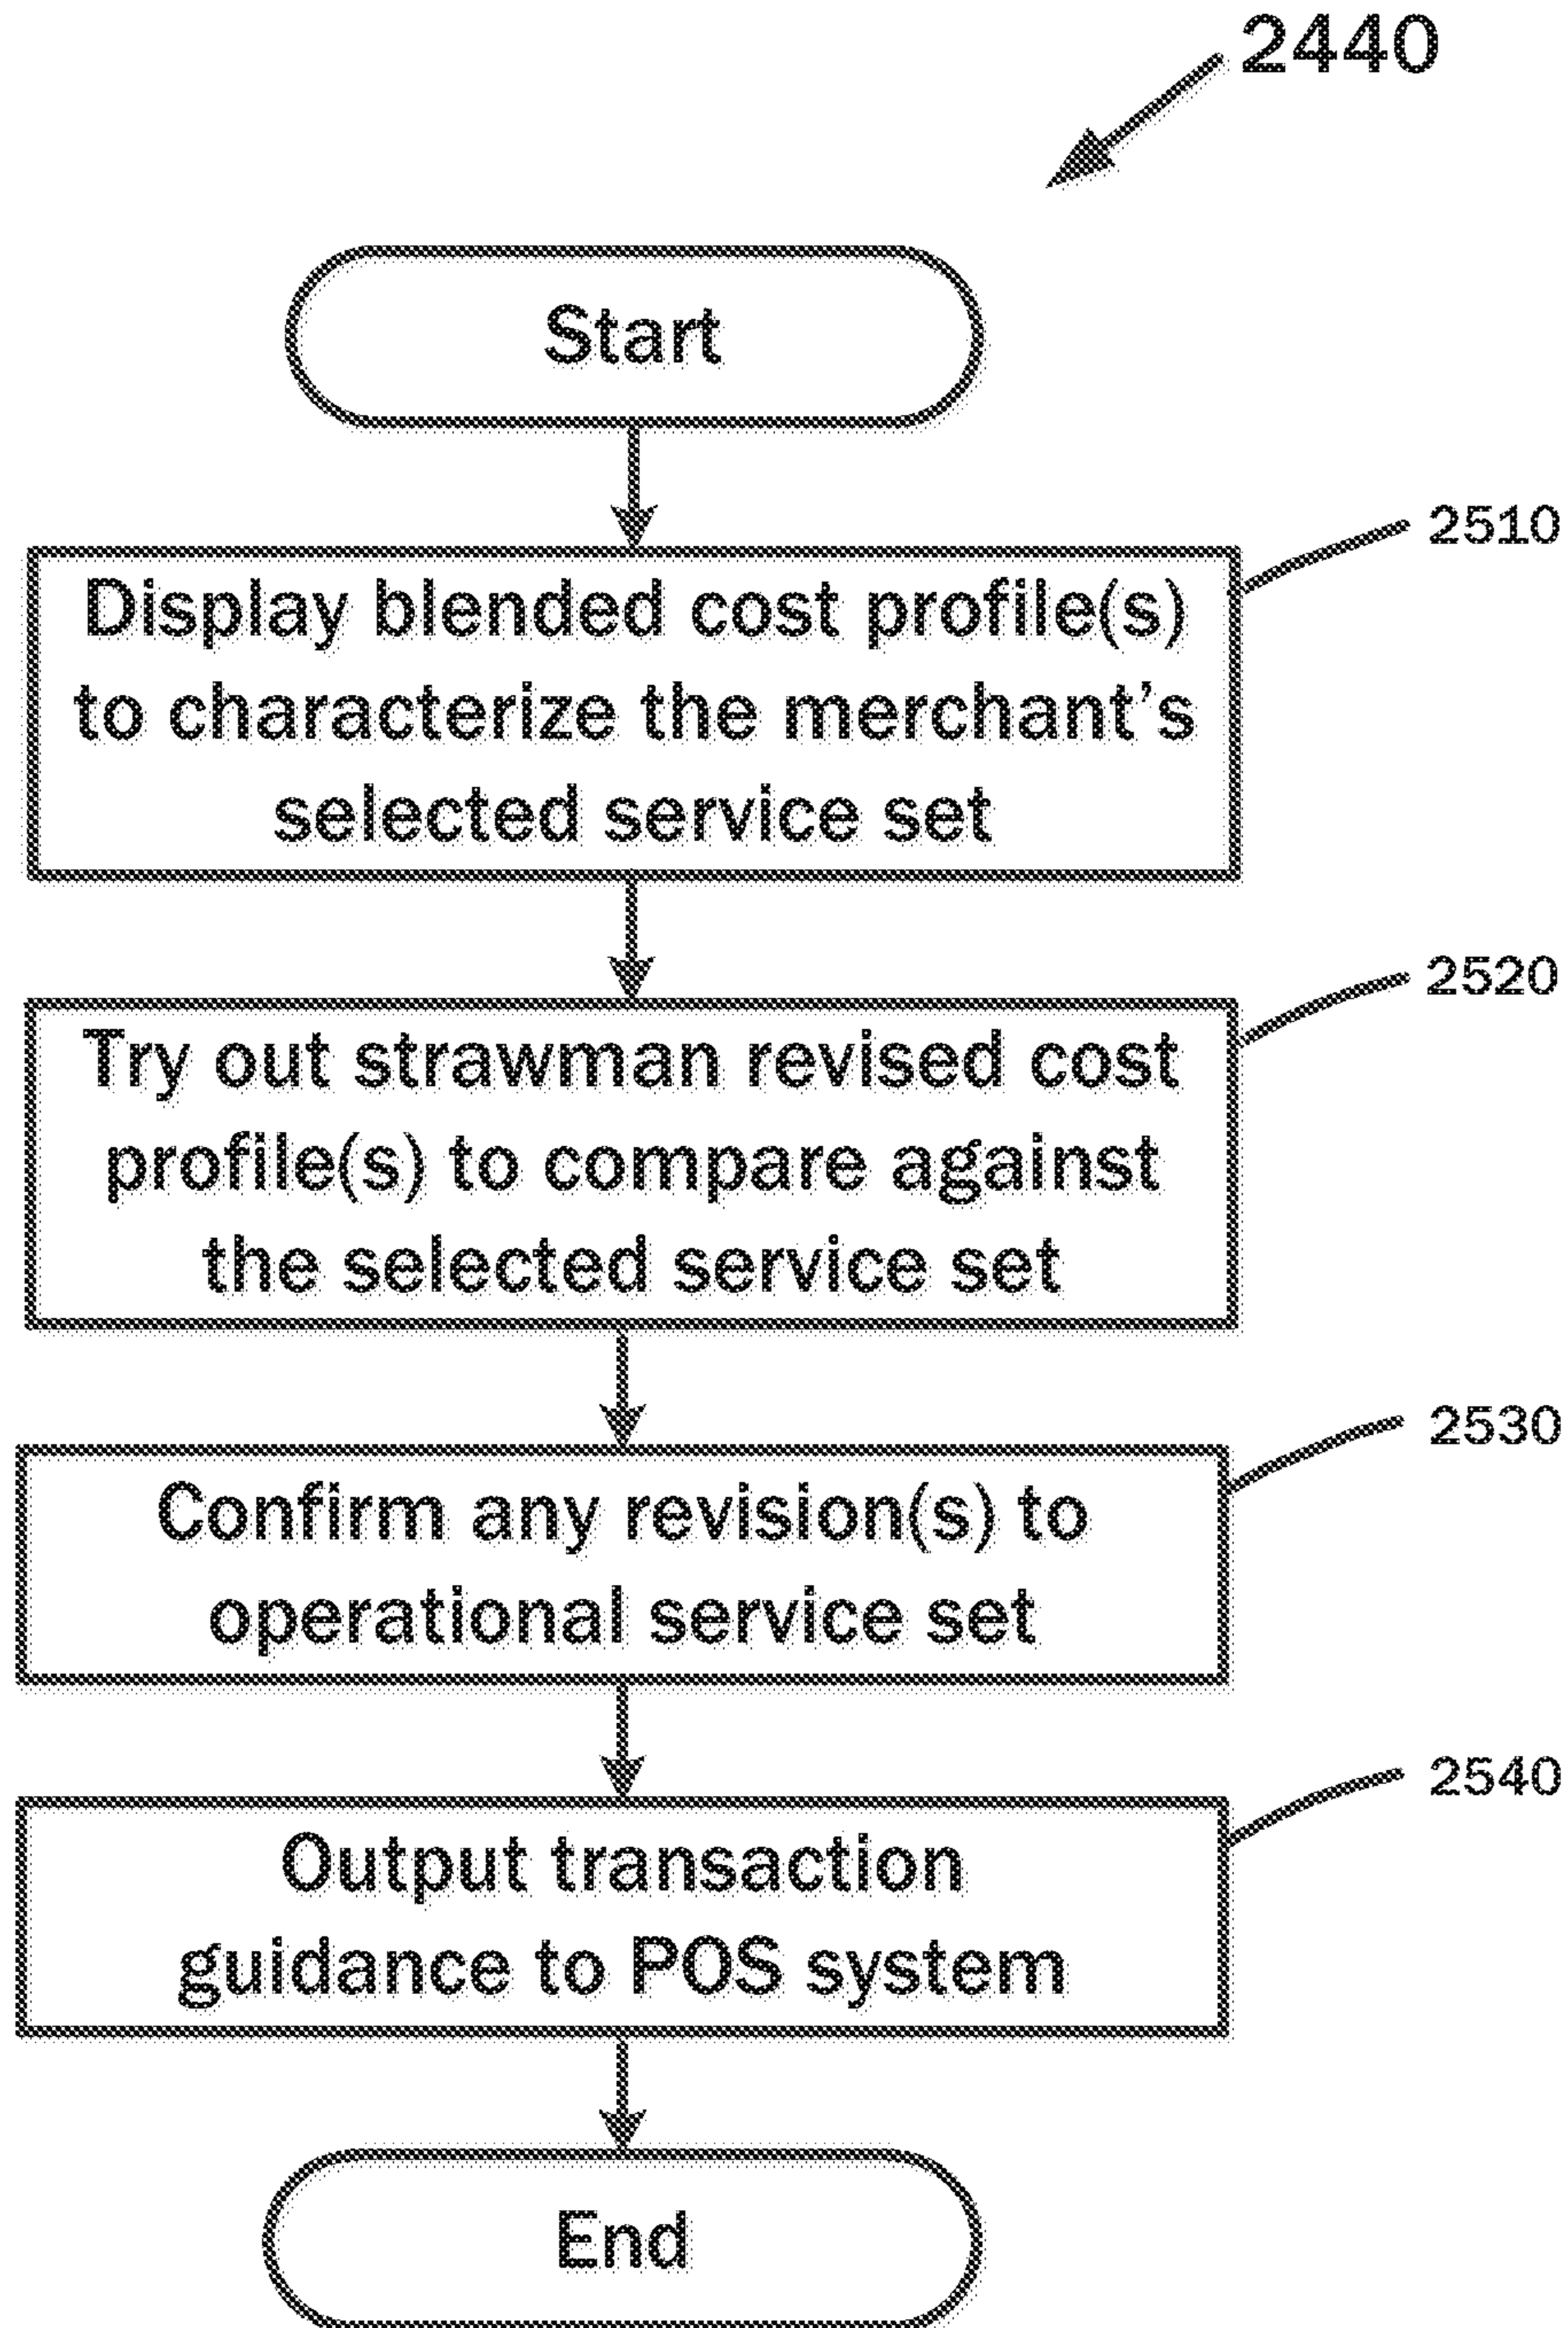 2440
Start
2510
Display blended cost profile(s)
to characterize the merchant's
selected service set
2520
Try out strawman revised cost
profile(s) to compare against
the selected service set
2530
Confirm any revision(s) to
operational service set
2540
Output transaction
guidance to POS system
End